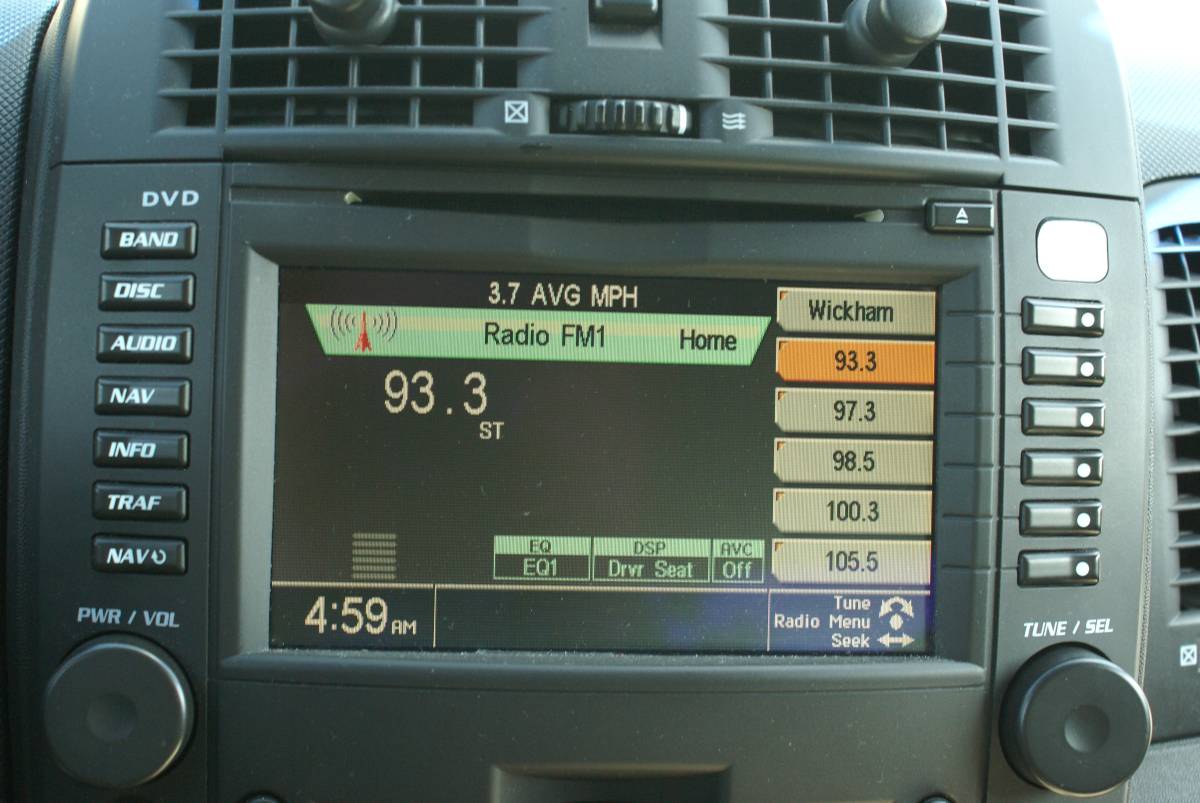 DVD
BAND
DISC
AUDIO
NAV
INFO
TRAF
NAV
PWR / VOL
3.7 AVG MPH
Radio FM1 Home
93.3
ST
EQ DSP AVC
EQ1 Drvr Seat Off
4:59 AM
Wickham
93.3
97.3
98.5
100.3
105.5
Tune
Radio Menu
Seek
TUNE / SEL